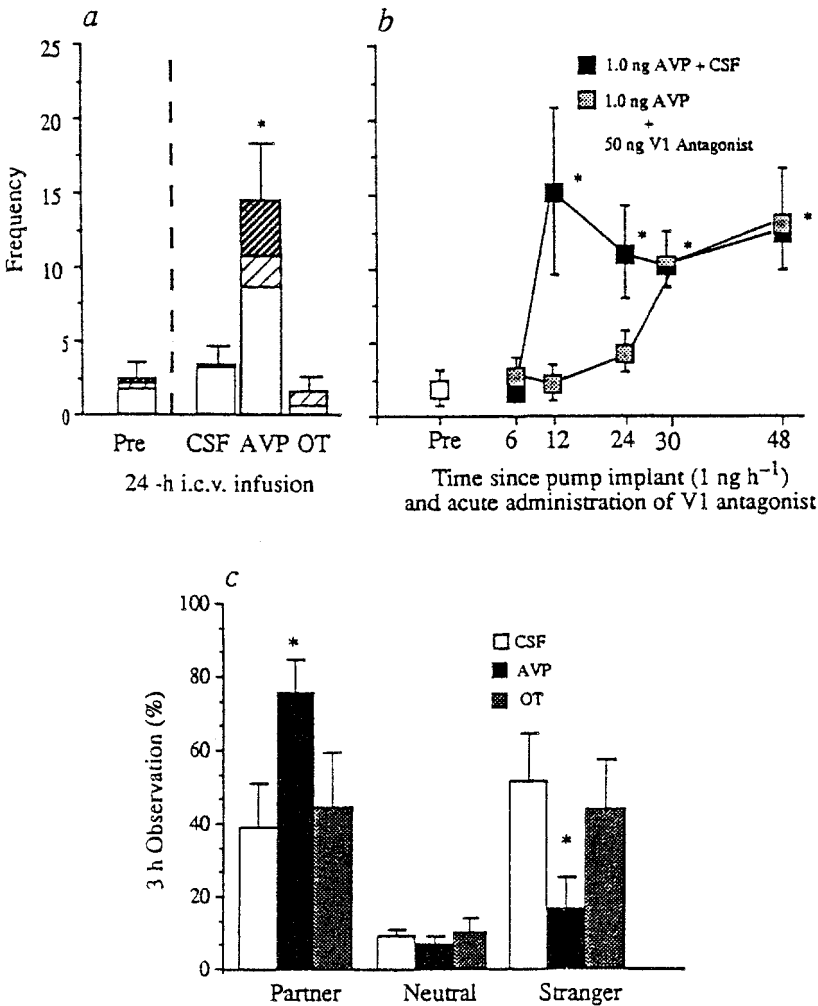 a
25
20
15
10
5
0
Frequency
*
Pre
CSF AVP OT
24 -h i.c.v. infusion
b
1.0 ng AVP + CSF
1.0 ng AVP
+
50 ng V1 Antagonist
*
*
*
*
Pre
6
12
24
30
48
Time since pump implant (1 ng h⁻¹)
and acute administration of V1 antagonist
c
100
80
60
40
20
0
3 h Observation (%)
CSF
AVP
OT
*
*
Partner
Neutral
Stranger